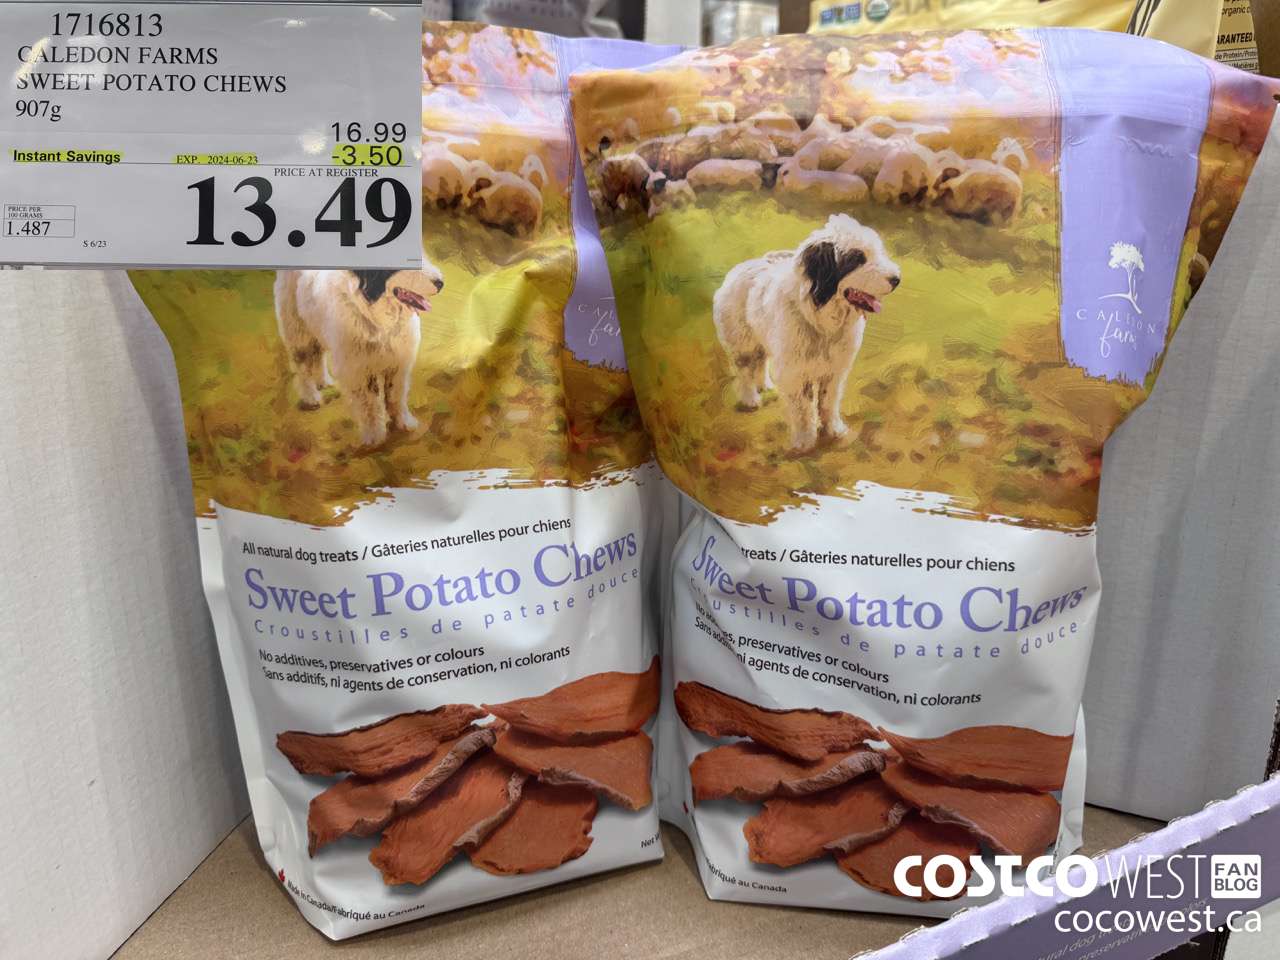 1716813
CALEDON FARMS
SWEET POTATO CHEWS
907g
16.99
Instant Savings EXP. 2024-06-23 -3.50
PRICE AT REGISTER
13.49
PRICE PER
100 GRAMS
1.487
S 6/23
All natural dog treats / Gâteries naturelles pour chiens
Sweet Potato Chews
Croustilles de patate douce
No additives, preservatives or colours
Sans additifs, ni agents de conservation, ni colorants
Made in Canada/Fabriqué au Canada
Net
CALEDON
farms
treats / Gâteries naturelles pour chiens
Sweet Potato Chews
Croustilles de patate douce
preservatives or colours
ni agents de conservation, ni colorants
Fabriqué au Canada
organic
ARANTEED
COSTCO WEST FAN BLOG
cocowest.ca